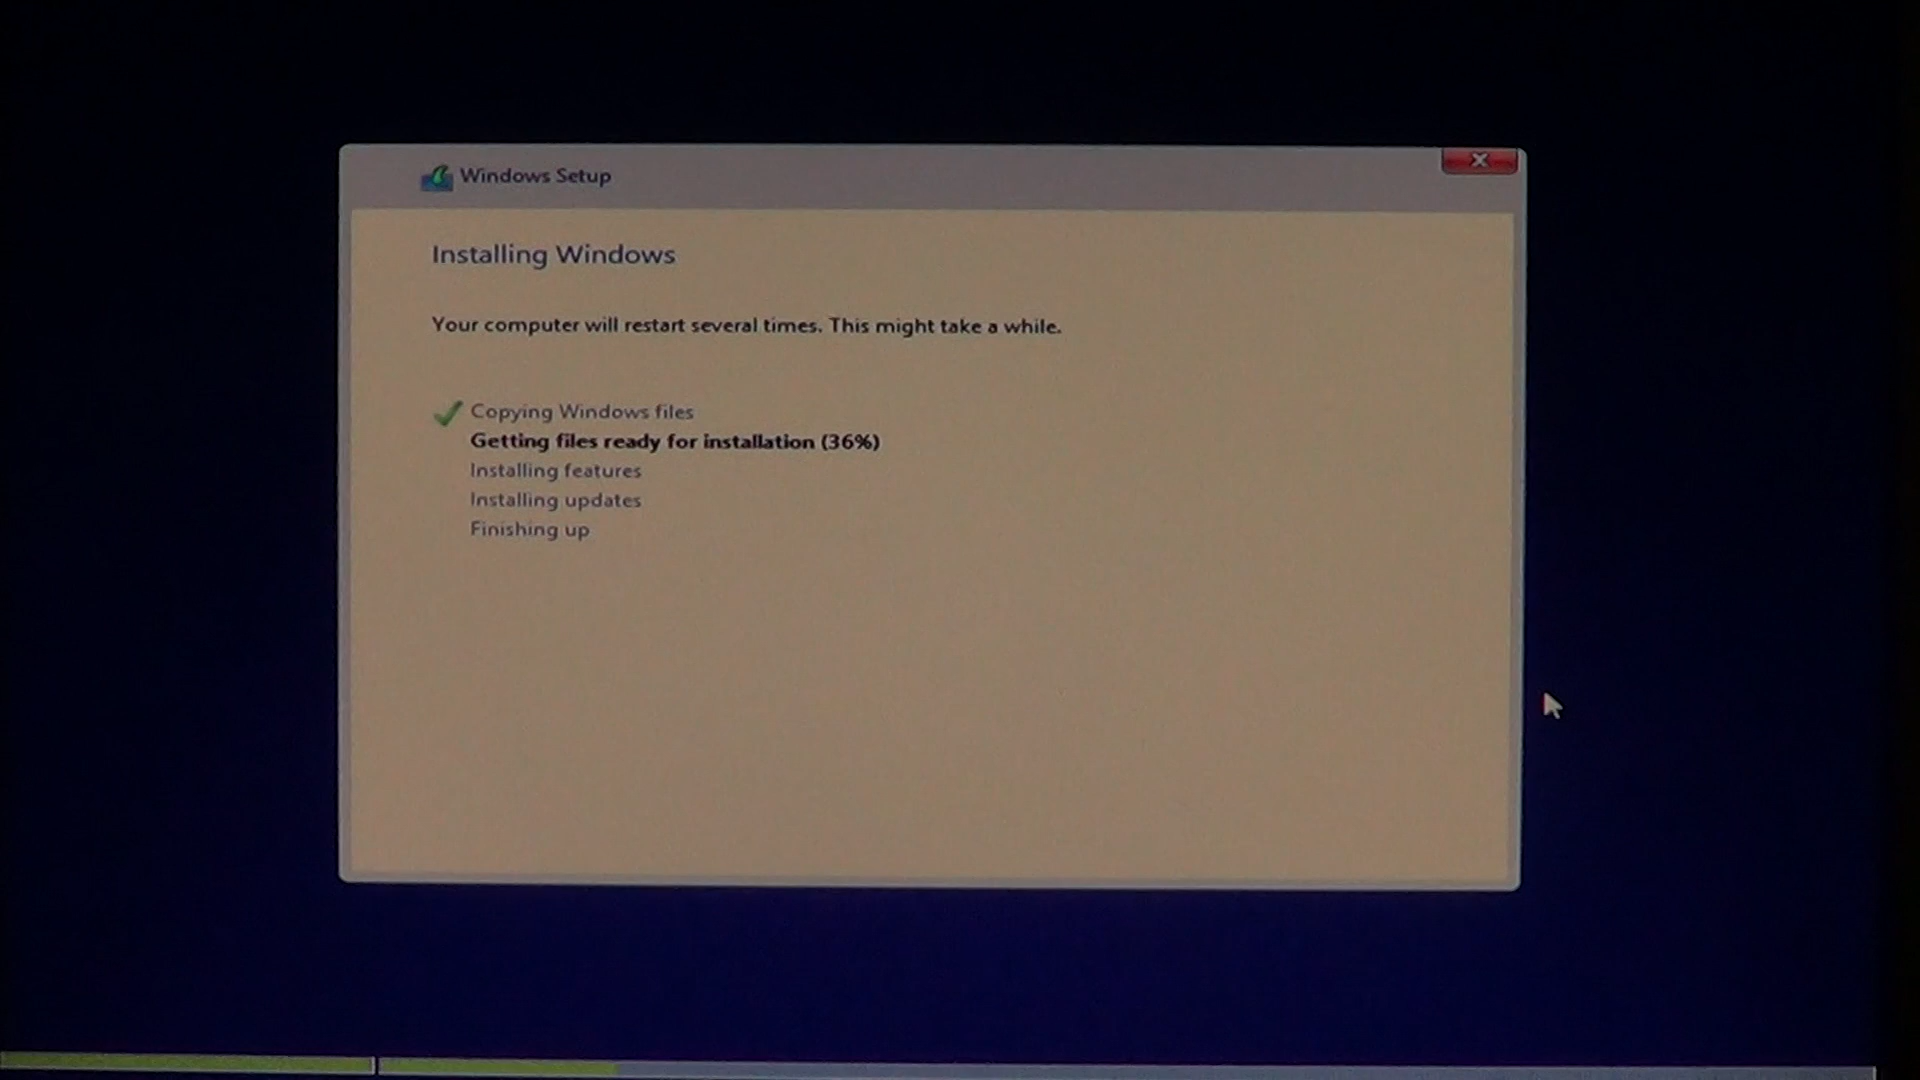 Windows Setup
Installing Windows
Your computer will restart several times. This might take a while.
Copying Windows files
Getting files ready for installation (36%)
Installing features
Installing updates
Finishing up